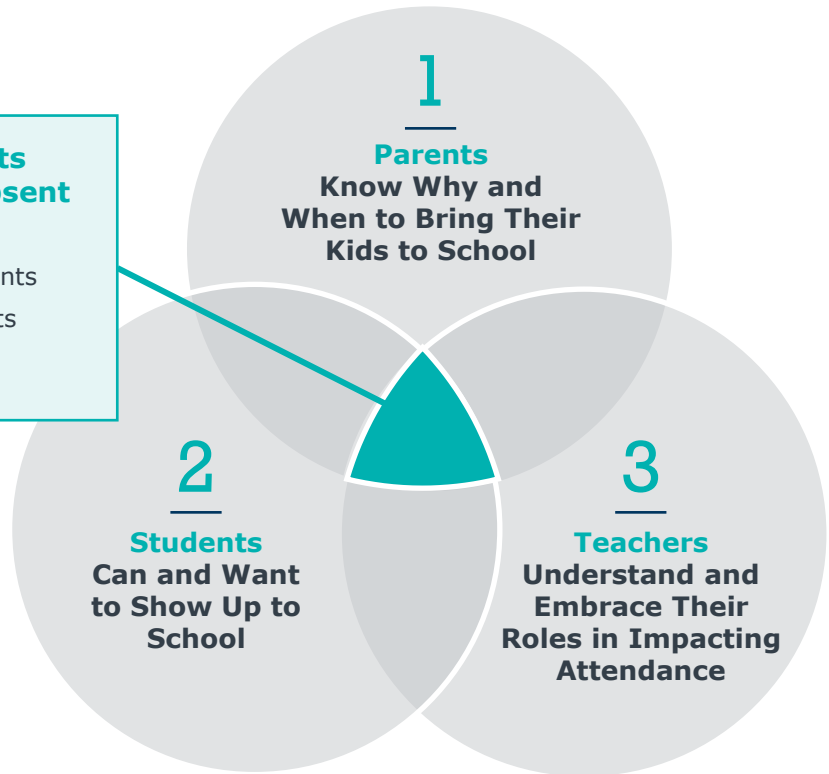 1
Parents
Know Why and
When to Bring Their
Kids to School
ts
sent
nts
ts
2
Students
Can and Want
to Show Up to
School
3
Teachers
Understand and
Embrace Their
Roles in Impacting
Attendance